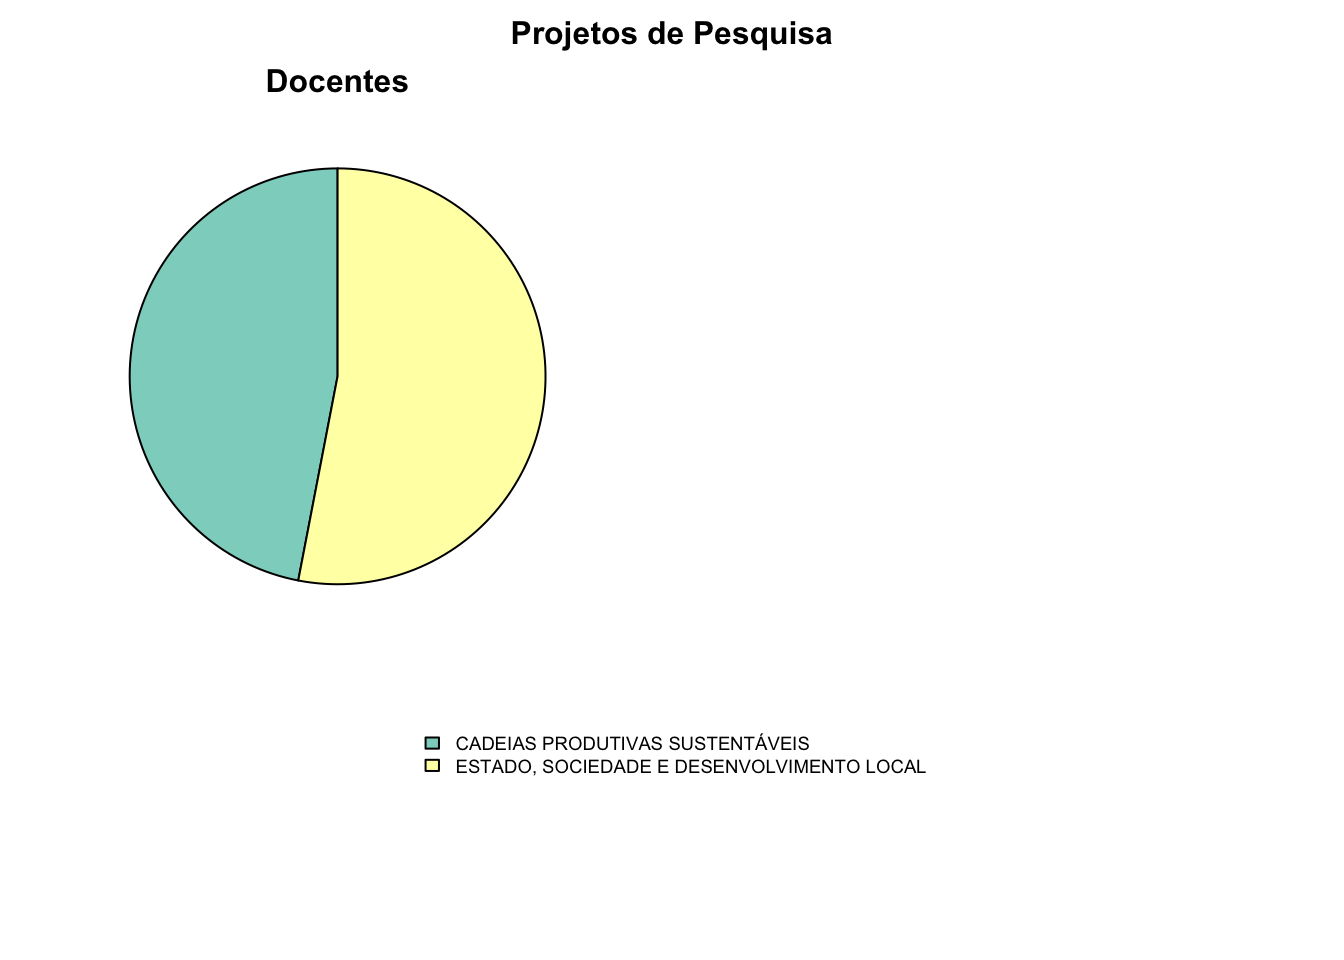 Projetos de Pesquisa
Docentes
CADEIAS PRODUTIVAS SUSTENTÁVEIS
ESTADO, SOCIEDADE E DESENVOLVIMENTO LOCAL